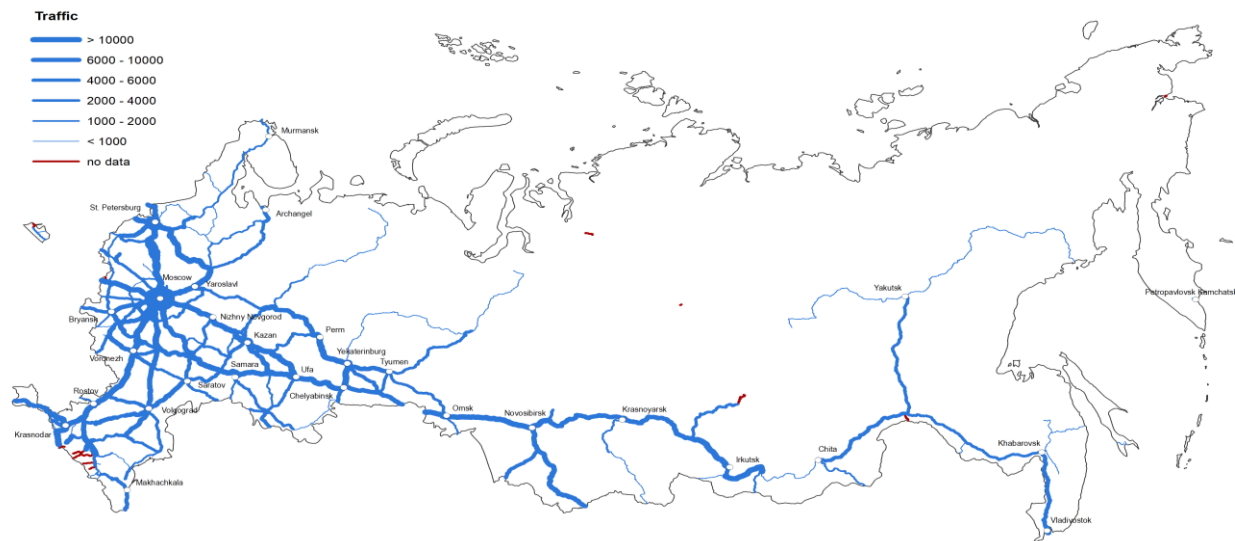 Traffic
> 10000
6000 - 10000
4000 - 6000
2000 - 4000
1000 - 2000
< 1000
no data
Murmansk
St. Petersburg
Archangel
Moscow
Yaroslavl
Yakutsk
Petropavlovsk Kamchatsk
Bryansk
Nizhny Novgorod
Kazan
Perm
Voronezh
Yekaterinburg
Tyumen
Samara
Ufa
Rostov
Saratov
Chelyabinsk
Volgograd
Omsk
Novosibirsk
Krasnoyarsk
Krasnodar
Irkutsk
Chita
Khabarovsk
Makhachkala
Vladivostok